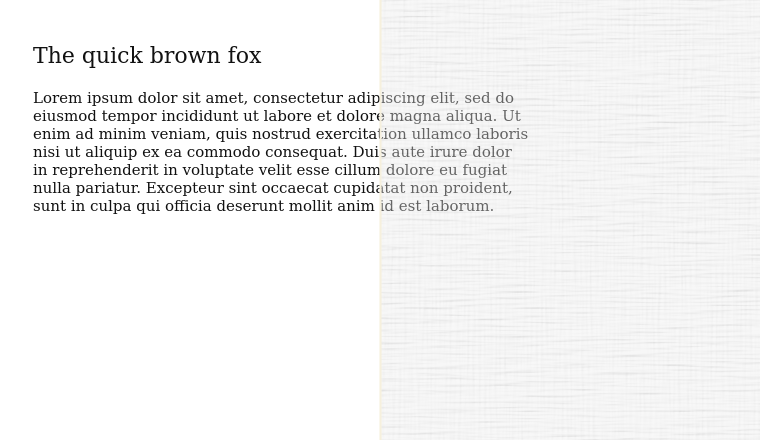 The quick brown fox
Lorem ipsum dolor sit amet, consectetur adipiscing elit, sed do
eiusmod tempor incididunt ut labore et dolore magna aliqua. Ut
enim ad minim veniam, quis nostrud exercitation ullamco laboris
nisi ut aliquip ex ea commodo consequat. Duis aute irure dolor
in reprehenderit in voluptate velit esse cillum dolore eu fugiat
nulla pariatur. Excepteur sint occaecat cupidatat non proident,
sunt in culpa qui officia deserunt mollit anim id est laborum.